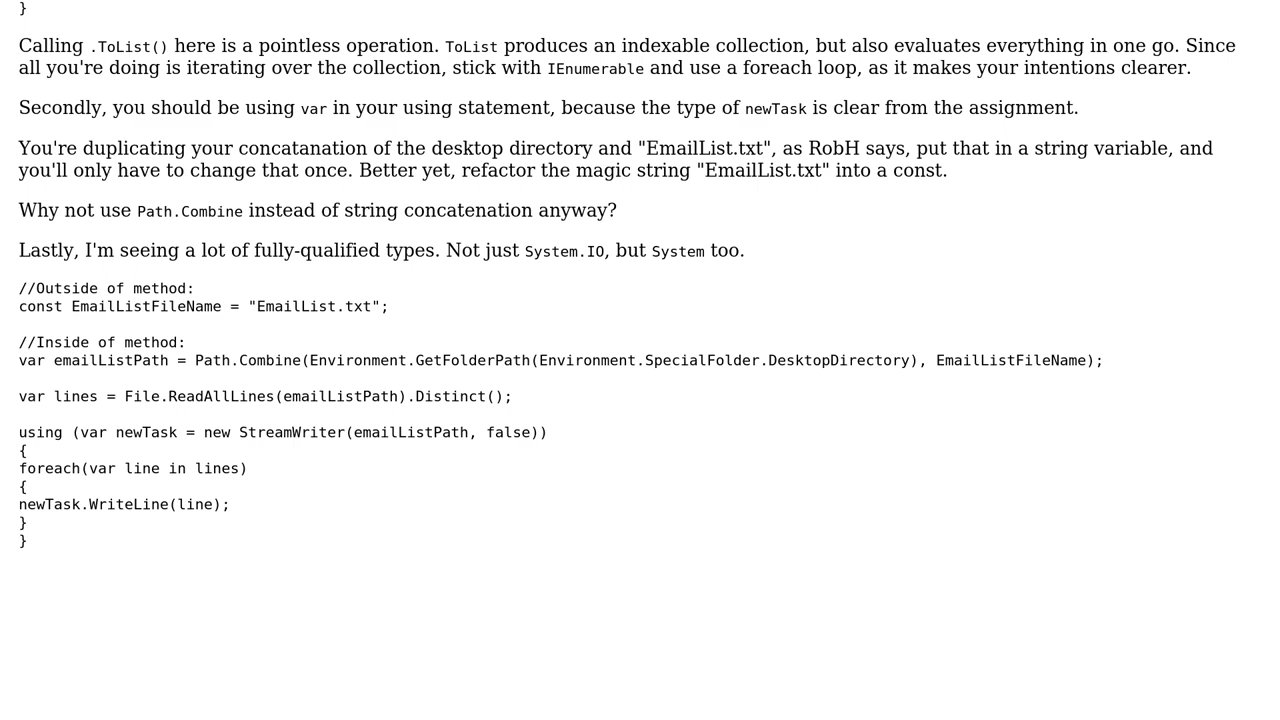 }
Calling .ToList() here is a pointless operation. ToList produces an indexable collection, but also evaluates everything in one go. Since
all you're doing is iterating over the collection, stick with IEnumerable and use a foreach loop, as it makes your intentions clearer.
Secondly, you should be using var in your using statement, because the type of newTask is clear from the assignment.
You're duplicating your concatanation of the desktop directory and "EmailList.txt", as RobH says, put that in a string variable, and
you'll only have to change that once. Better yet, refactor the magic string "EmailList.txt" into a const.
Why not use Path.Combine instead of string concatenation anyway?
Lastly, I'm seeing a lot of fully-qualified types. Not just System.IO, but System too.
//Outside of method:
const EmailListFileName = "EmailList.txt";
//Inside of method:
var emailListPath = Path.Combine(Environment.GetFolderPath(Environment.SpecialFolder.DesktopDirectory), EmailListFileName);
var lines = File.ReadAllLines(emailListPath).Distinct();
using (var newTask = new StreamWriter(emailListPath, false))
{
foreach(var line in lines)
{
newTask.WriteLine(line);
}
}